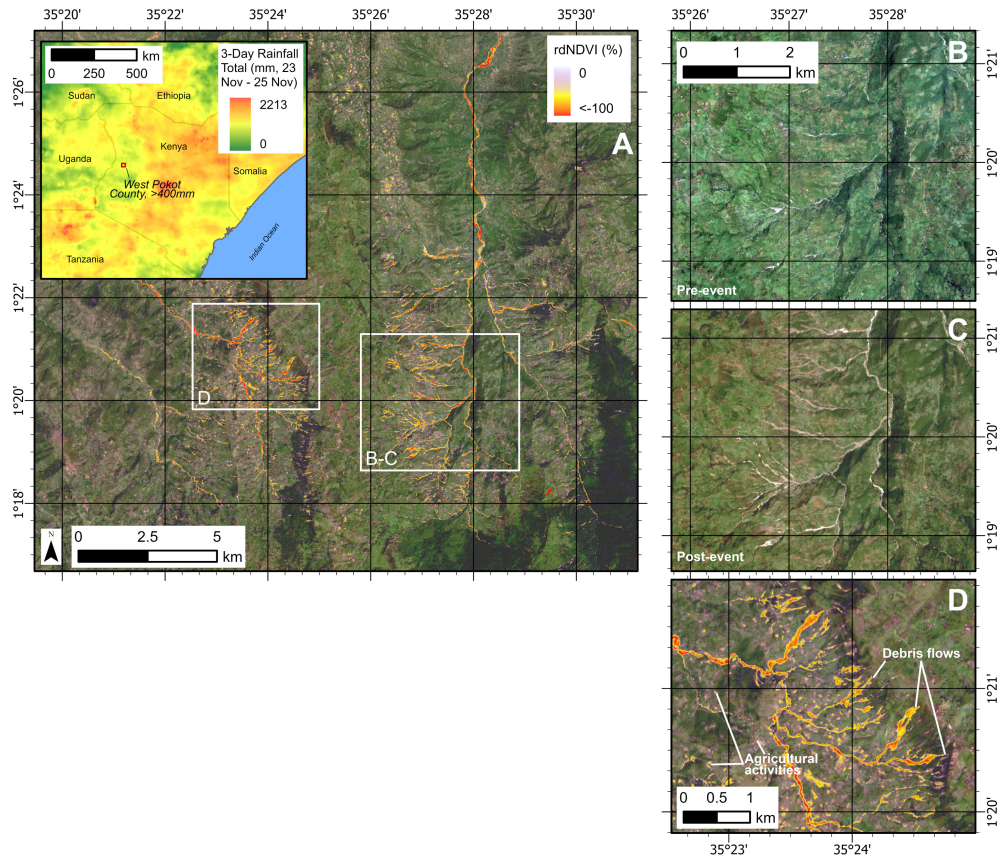 35°20'
35°22'
35°24'
35°26'
35°28'
35°30'
1°26'
1°24'
1°22'
1°20'
1°18'
km
0 250 500
3-Day Rainfall
Total (mm, 23
Nov - 25 Nov)
2213
0
Sudan
Ethiopia
Uganda
Kenya
Somalia
West Pokot
County, >400mm
Tanzania
Indian Ocean
rdNDVI (%)
0
<-100
A
D
B-C
N
0 2.5 5
km
35°26'
35°27'
35°28'
B
0 1 2
km
1°21'
1°20'
1°19'
Pre-event
C
1°21'
1°20'
1°19'
Post-event
D
Debris flows
Agricultural
activities
0 0.5 1
km
1°21'
1°20'
35°23'
35°24'